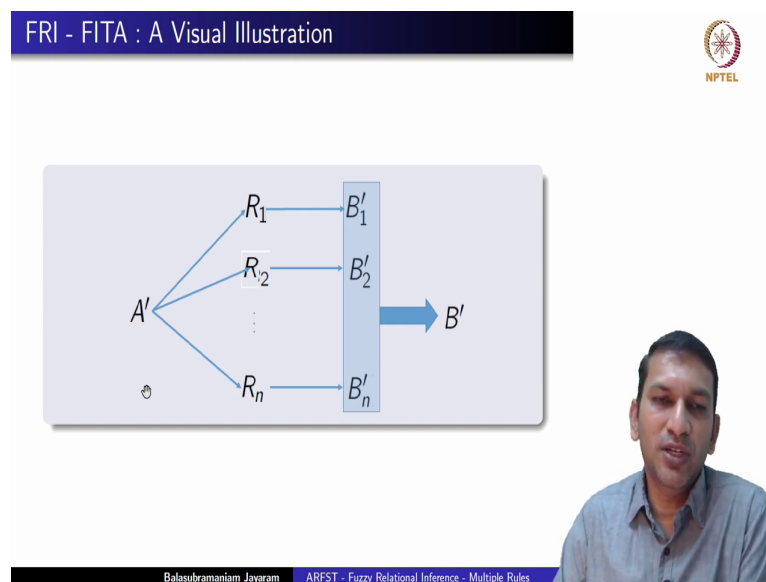 FRI - FITA : A Visual Illustration
NPTEL
R₁ B′₁
R₂ B′₂
A′ ⋮ B′
Rₙ B′ₙ
Balasubramaniam Jayaram ARFST - Fuzzy Relational Inference - Multiple Rules